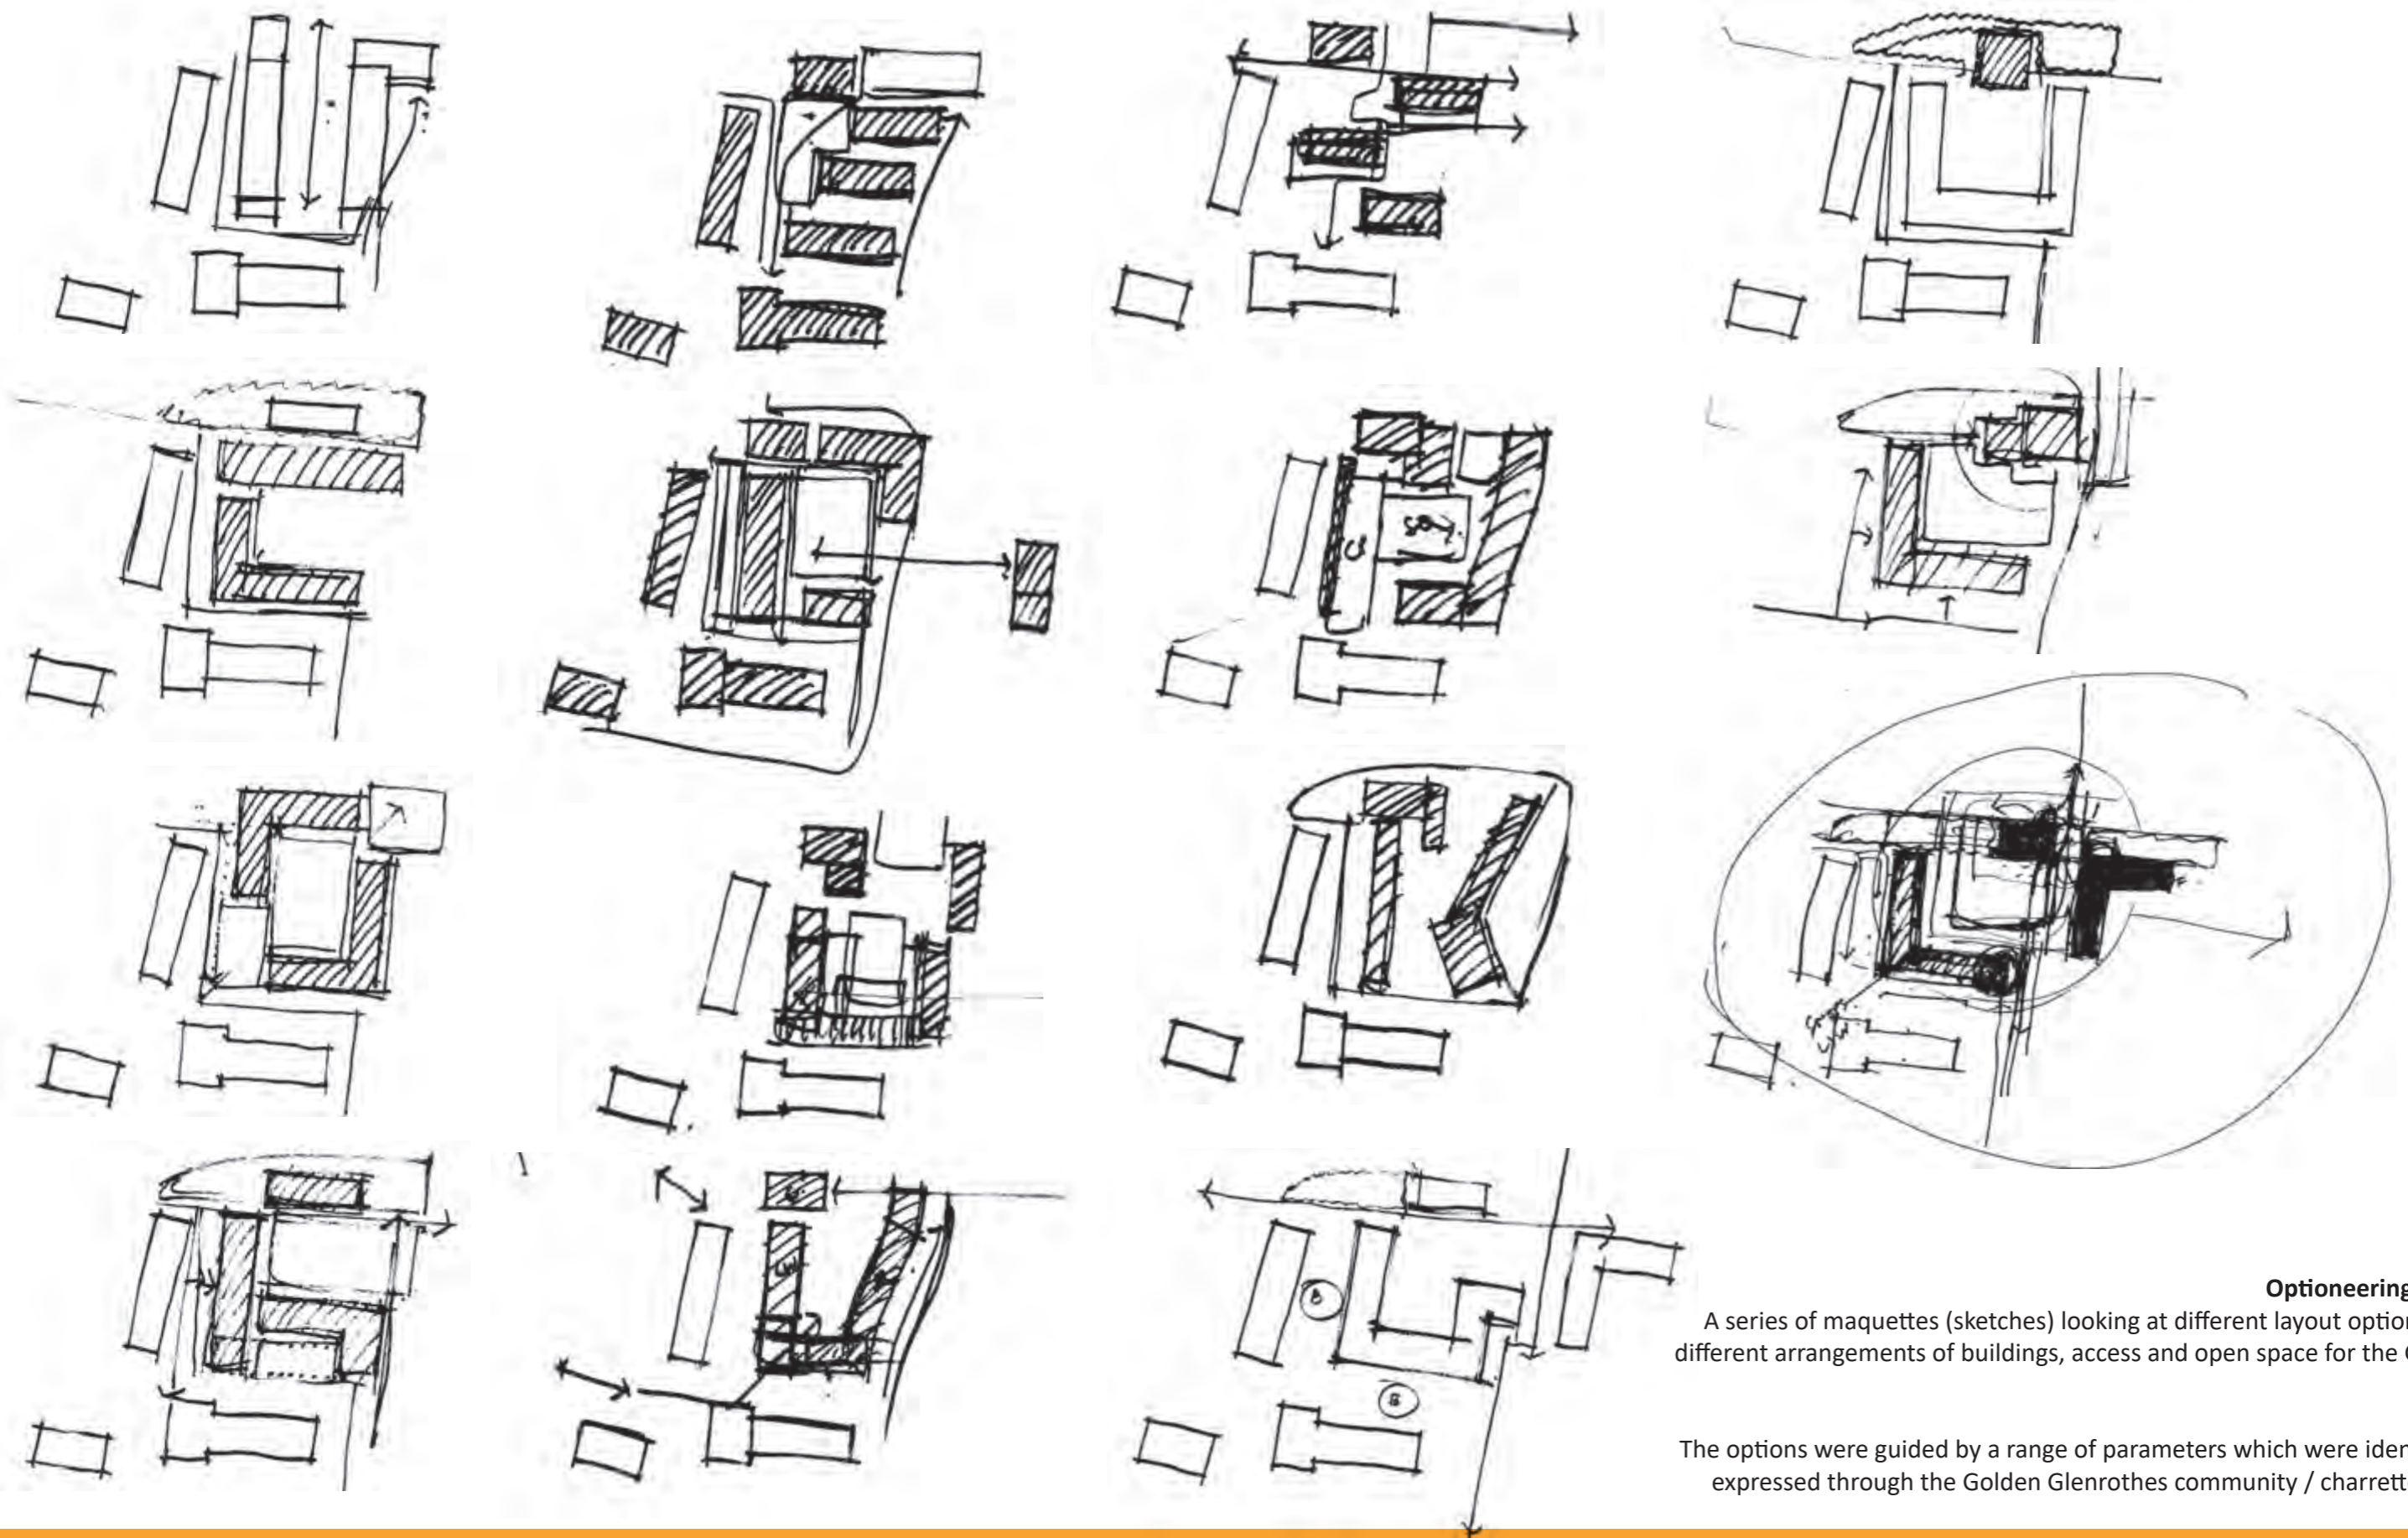 Optioneering
A series of maquettes (sketches) looking at different layout option
different arrangements of buildings, access and open space for the
The options were guided by a range of parameters which were iden
expressed through the Golden Glenrothes community / charrett